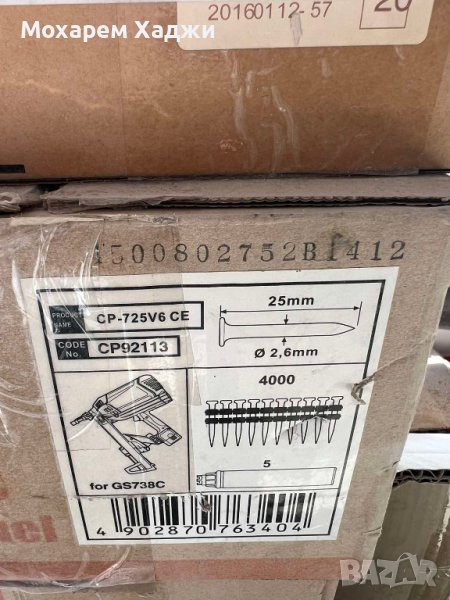 Мохарем Хаджи
20160112-57
20
4500802752B1412
PRODUCT NAME CP-725V6 CE
CODE No. CP92113
25mm
Ø 2,6mm
4000
5
for GS738C
4 902870 763404
BAZAR